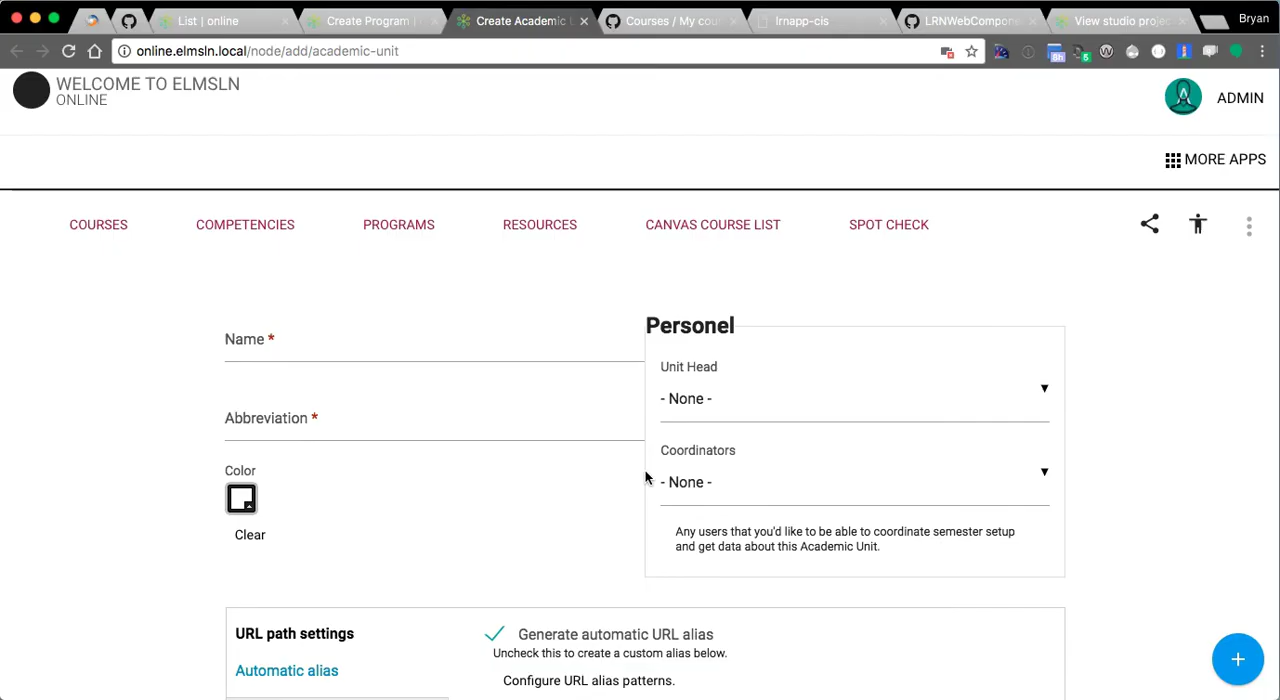 List | online
Create Program |
Create Academic
Courses / My cou
lrnapp-cis
LRNWebCompon
View studio proje
Bryan
online.elmsln.local/node/add/academic-unit
8h
5
WELCOME TO ELMSLN
ONLINE
ADMIN
MORE APPS
COURSES
COMPETENCIES
PROGRAMS
RESOURCES
CANVAS COURSE LIST
SPOT CHECK
Name *
Abbreviation *
Color
Clear
Personel
Unit Head
- None -
Coordinators
- None -
Any users that you'd like to be able to coordinate semester setup
and get data about this Academic Unit.
URL path settings
Automatic alias
Generate automatic URL alias
Uncheck this to create a custom alias below.
Configure URL alias patterns.